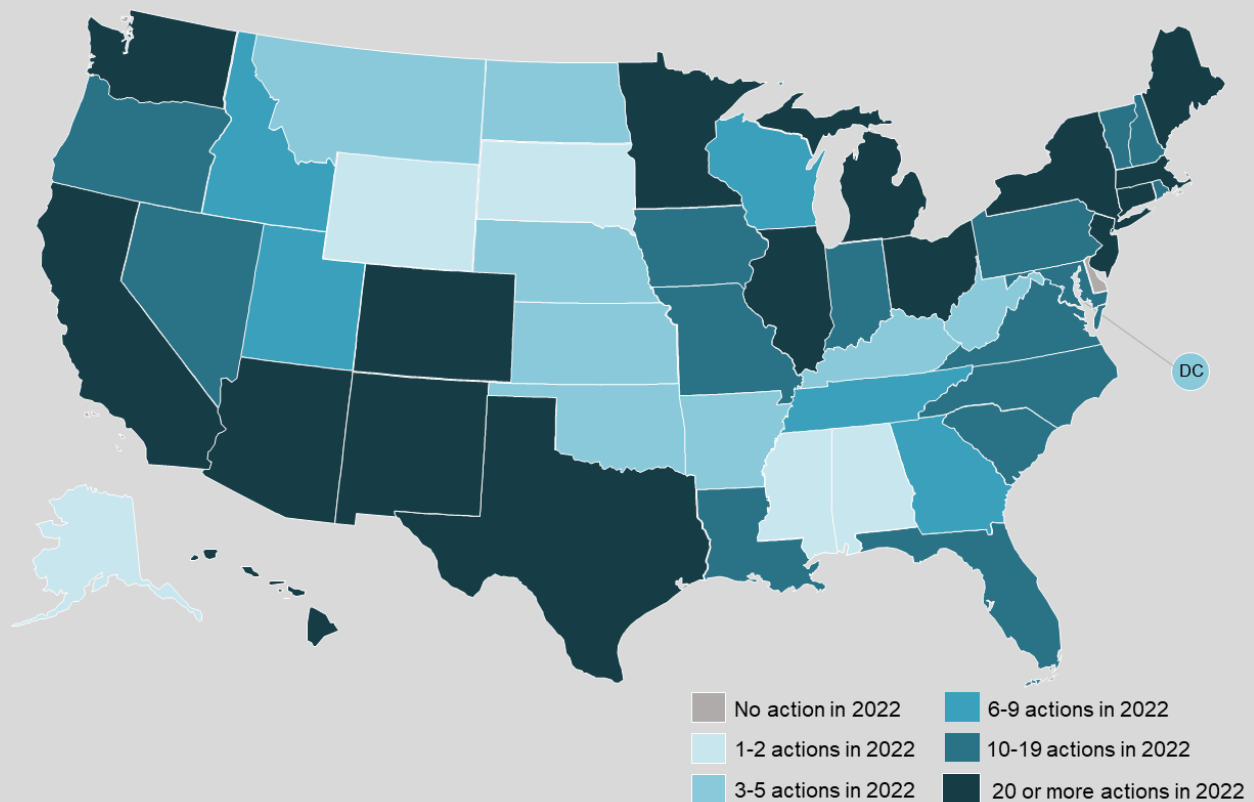 DC
No action in 2022
1-2 actions in 2022
3-5 actions in 2022
6-9 actions in 2022
10-19 actions in 2022
20 or more actions in 2022